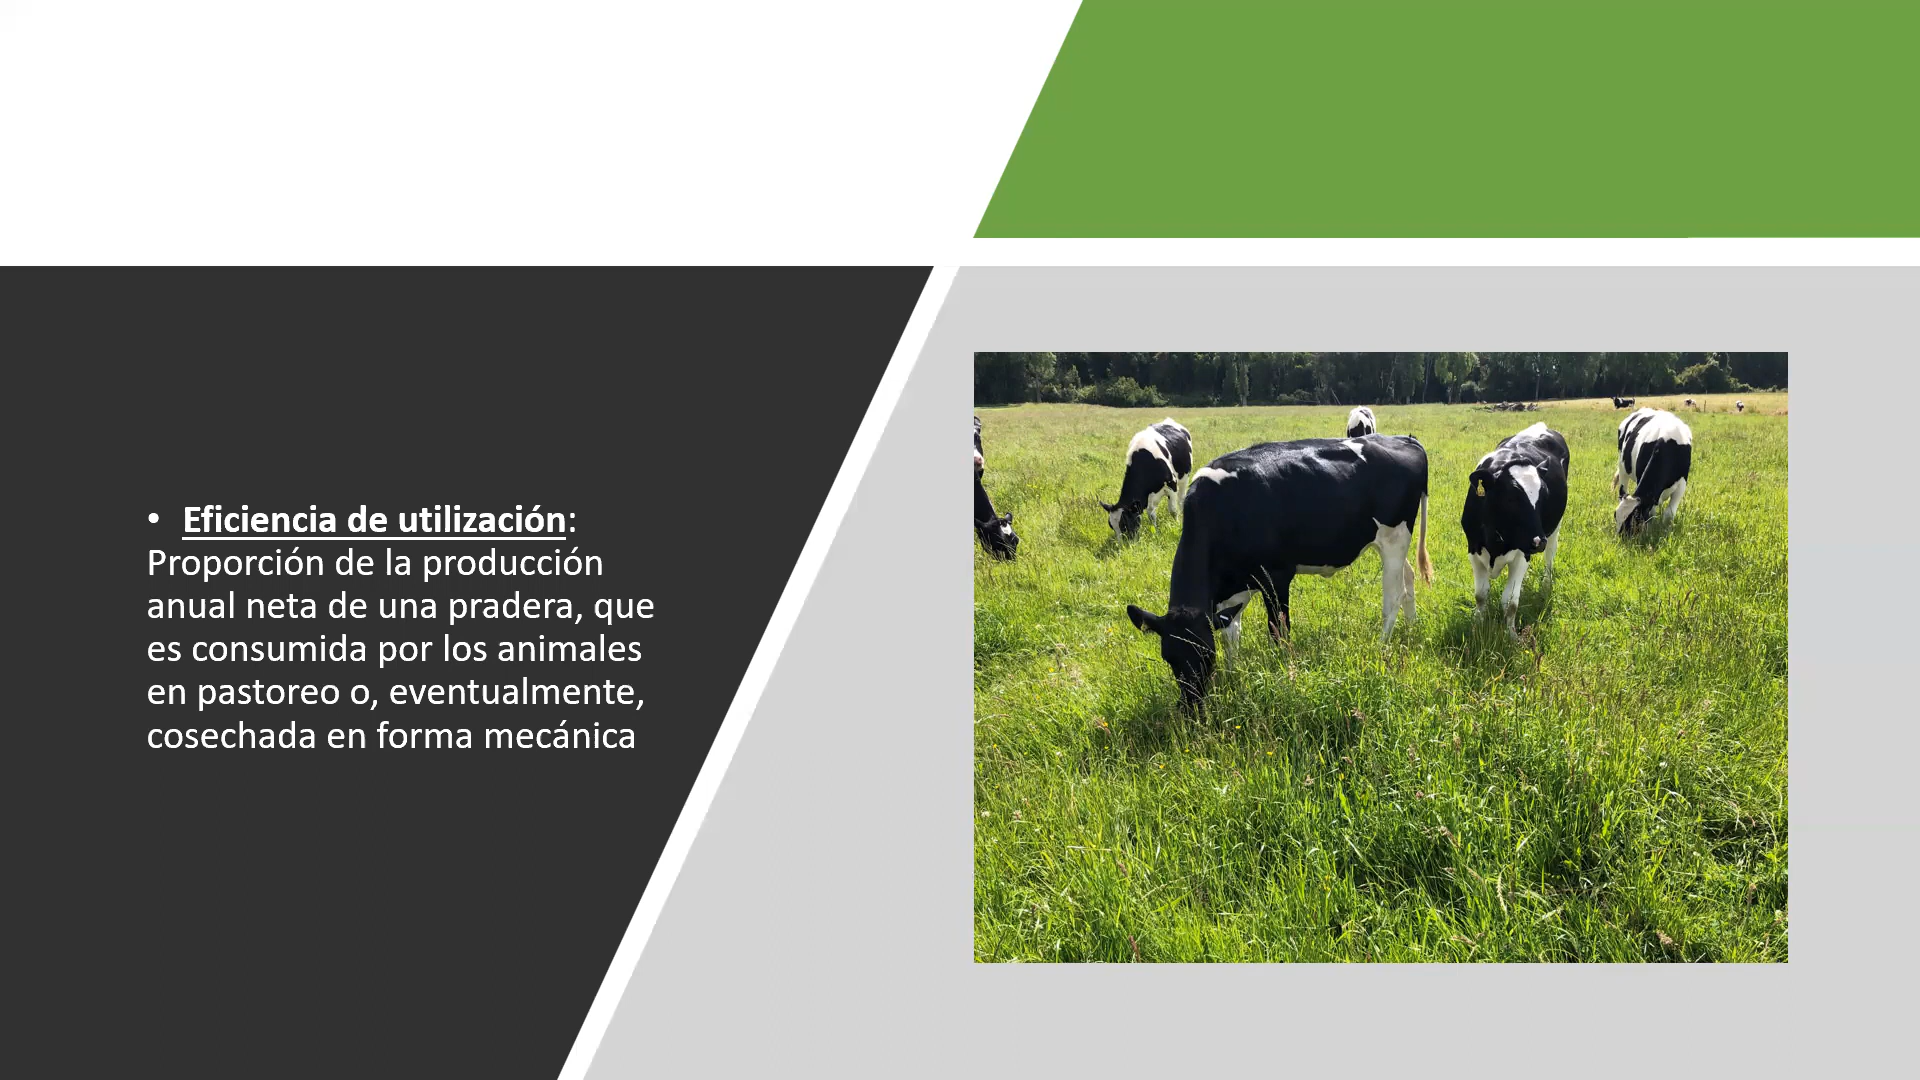 • Eficiencia de utilización:
Proporción de la producción
anual neta de una pradera, que
es consumida por los animales
en pastoreo o, eventualmente,
cosechada en forma mecánica